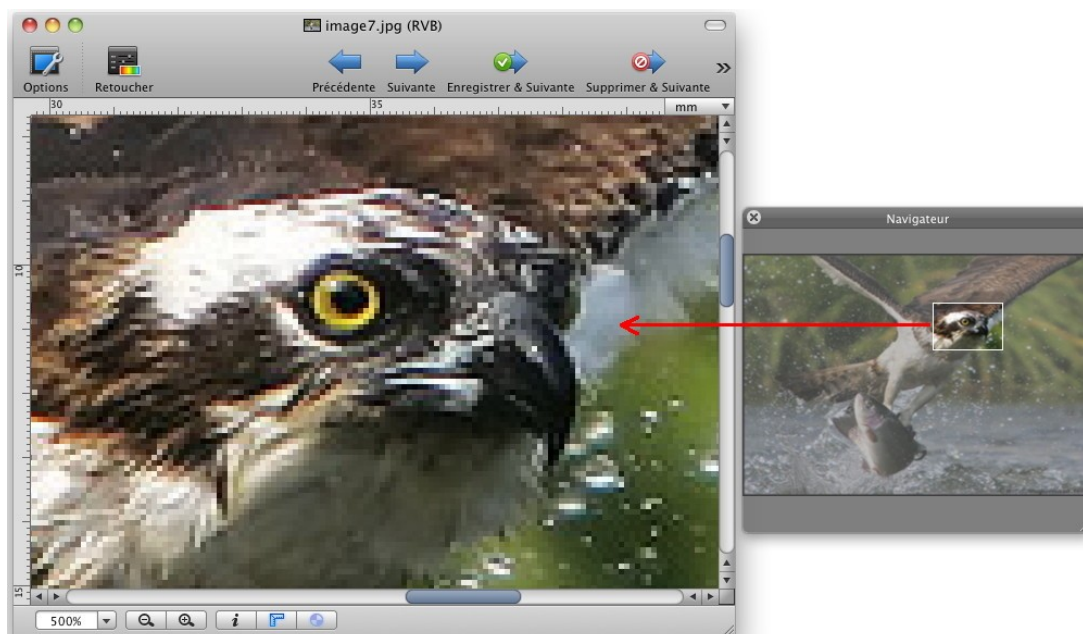 image7.jpg (RVB)
Options Retoucher Précédente Suivante Enregistrer & Suivante Supprimer & Suivante »
30 35 mm
10
15
500% i
Navigateur